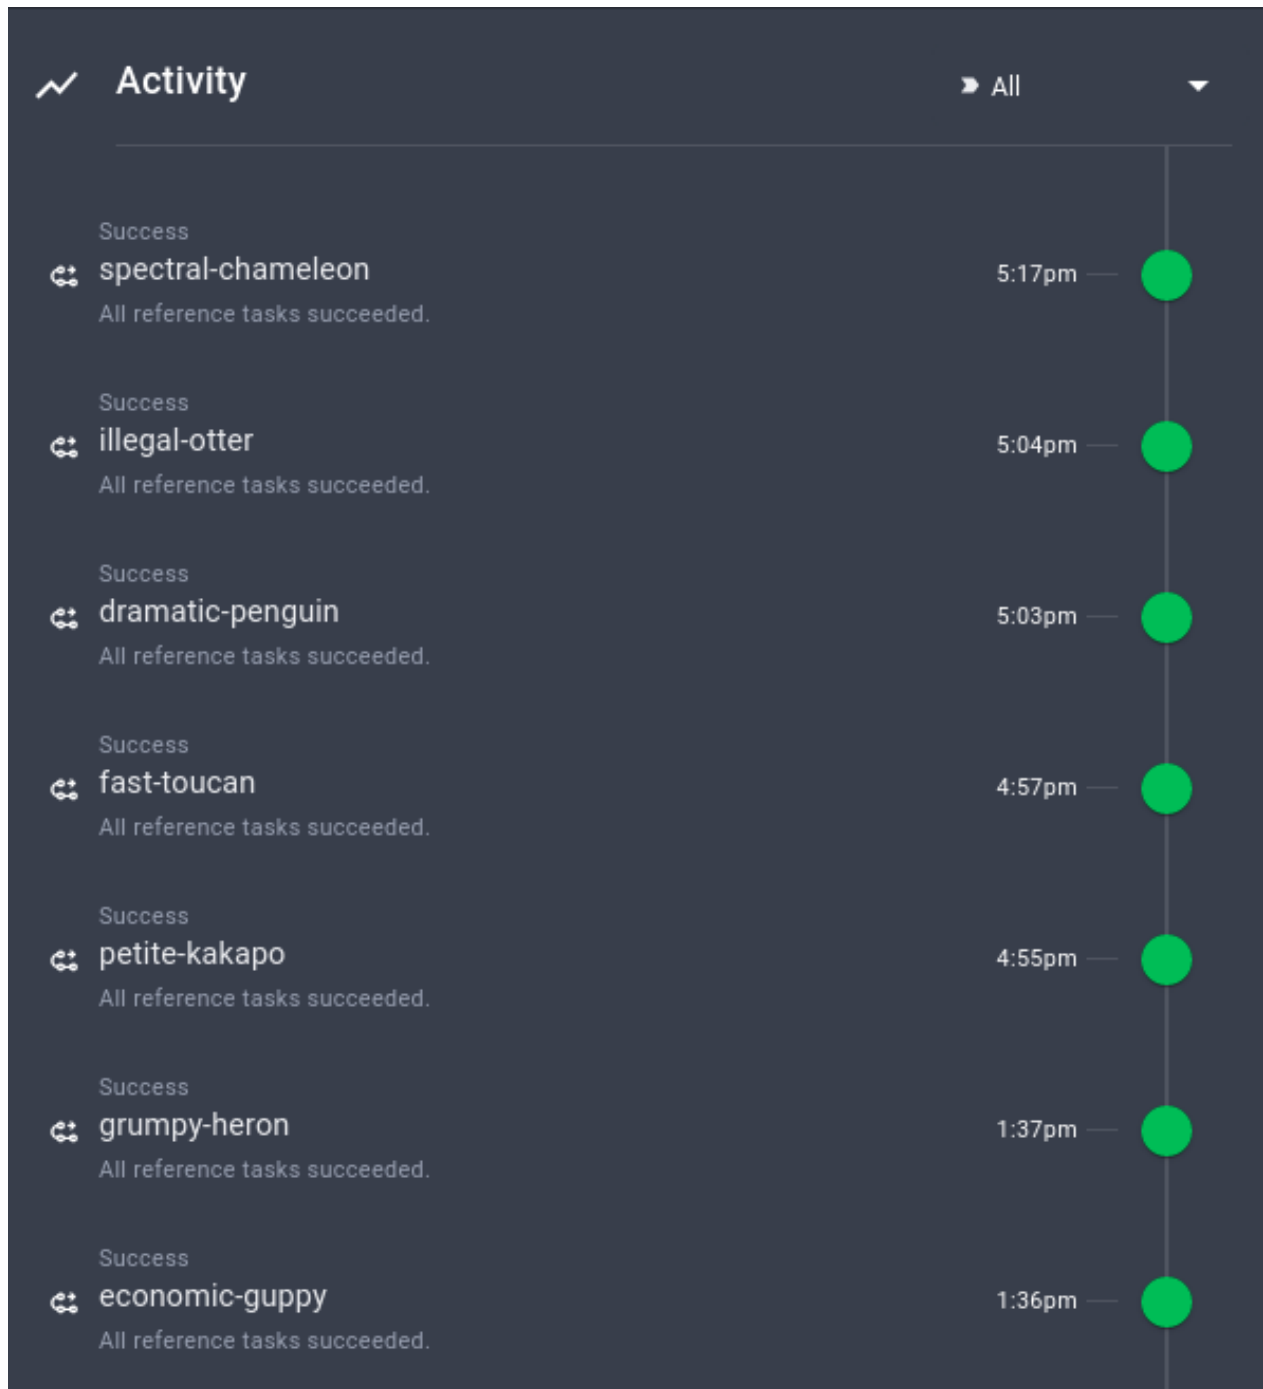 Activity
All
Success
spectral-chameleon
5:17pm
All reference tasks succeeded.
Success
illegal-otter
5:04pm
All reference tasks succeeded.
Success
dramatic-penguin
5:03pm
All reference tasks succeeded.
Success
fast-toucan
4:57pm
All reference tasks succeeded.
Success
petite-kakapo
4:55pm
All reference tasks succeeded.
Success
grumpy-heron
1:37pm
All reference tasks succeeded.
Success
economic-guppy
1:36pm
All reference tasks succeeded.